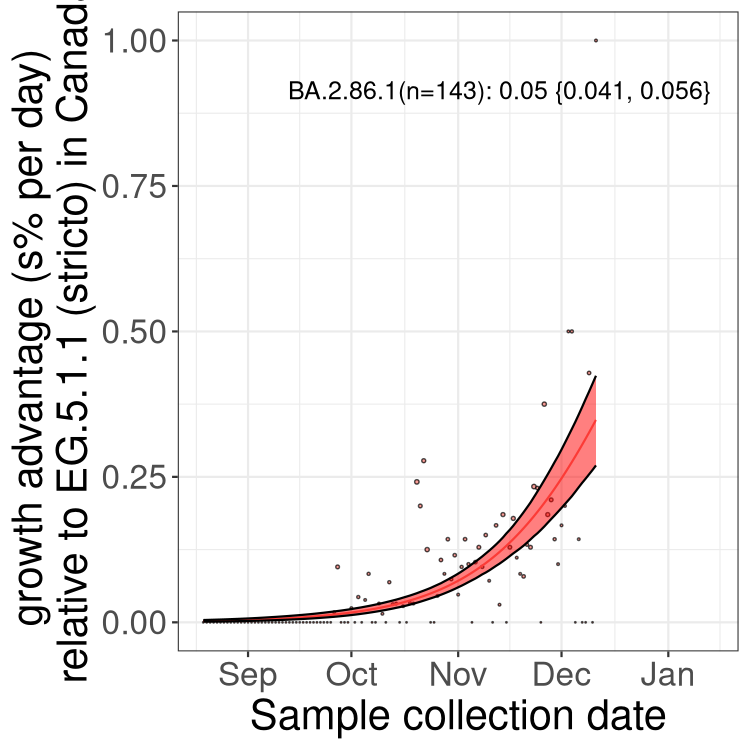 growth advantage (s% per day)
relative to EG.5.1.1 (stricto) in Canada
1.00
0.75
0.50
0.25
0.00
BA.2.86.1(n=143): 0.05 {0.041, 0.056}
Sep Oct Nov Dec Jan
Sample collection date